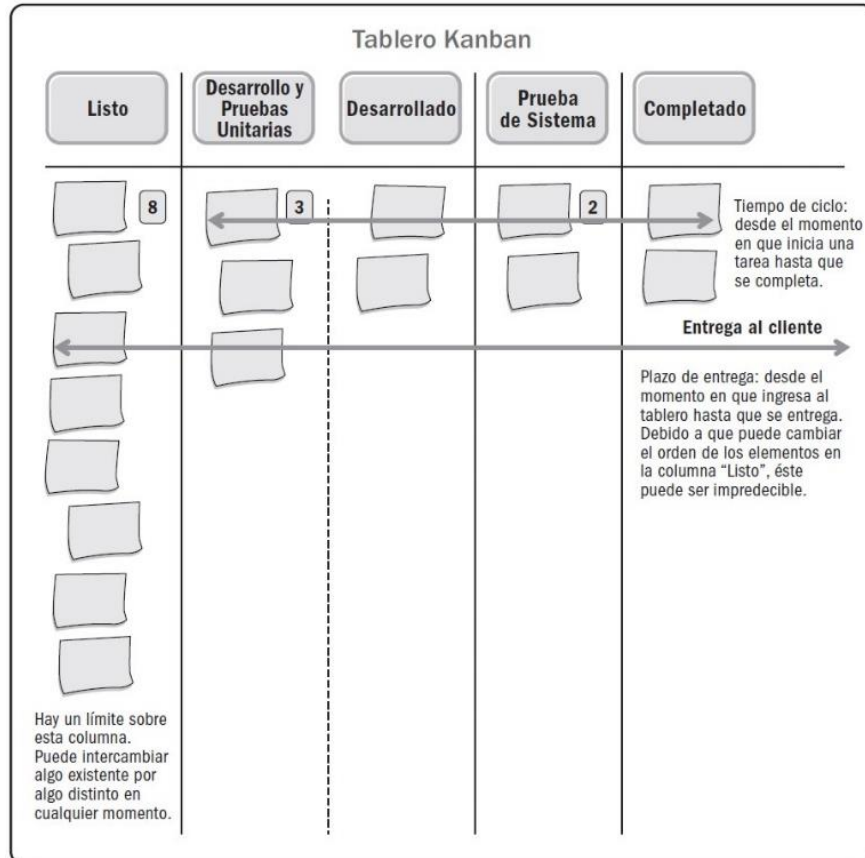 Tablero Kanban
Listo
Desarrollo y
Pruebas
Unitarias
Desarrollado
Prueba
de Sistema
Completado
8
3
2
Tiempo de ciclo:
desde el momento
en que inicia una
tarea hasta que
se completa.
Entrega al cliente
Plazo de entrega: desde el
momento en que ingresa al
tablero hasta que se entrega.
Debido a que puede cambiar
el orden de los elementos en
la columna “Listo”, éste
puede ser impredecible.
Hay un límite sobre
esta columna.
Puede intercambiar
algo existente por
algo distinto en
cualquier momento.